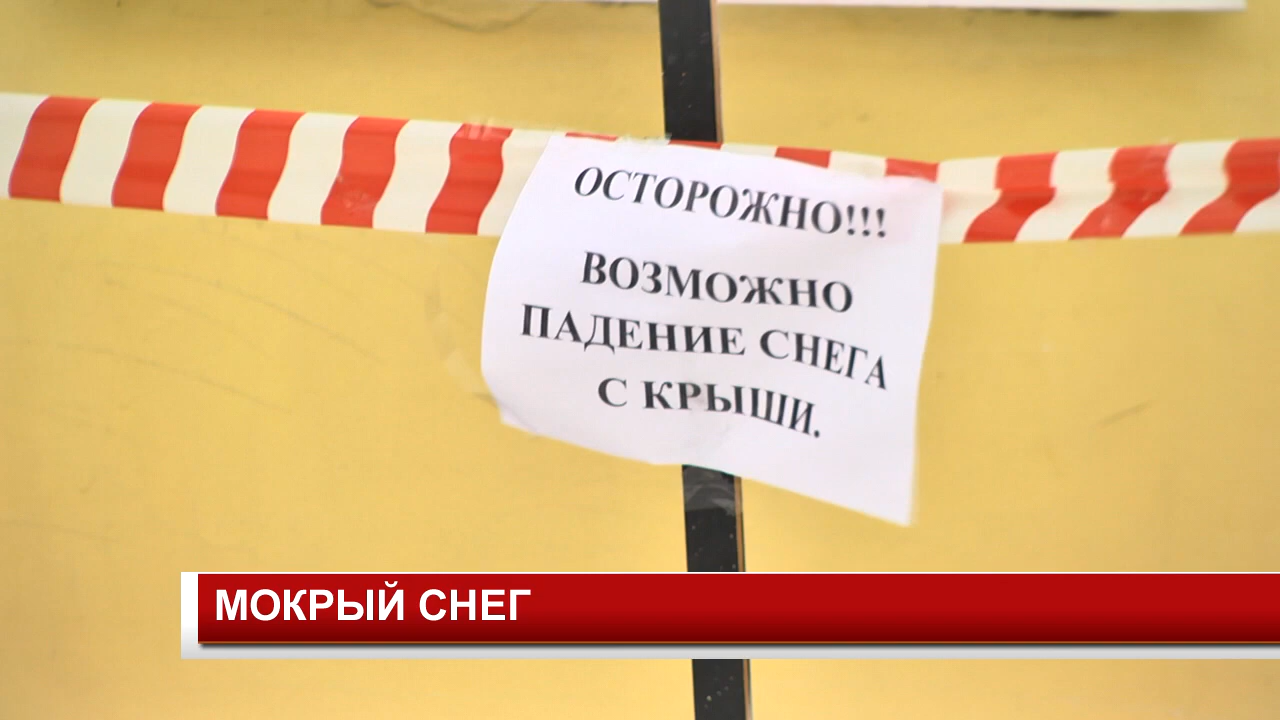 ОСТОРОЖНО!!!
ВОЗМОЖНО
ПАДЕНИЕ СНЕГА
С КРЫШИ.
МОКРЫЙ СНЕГ